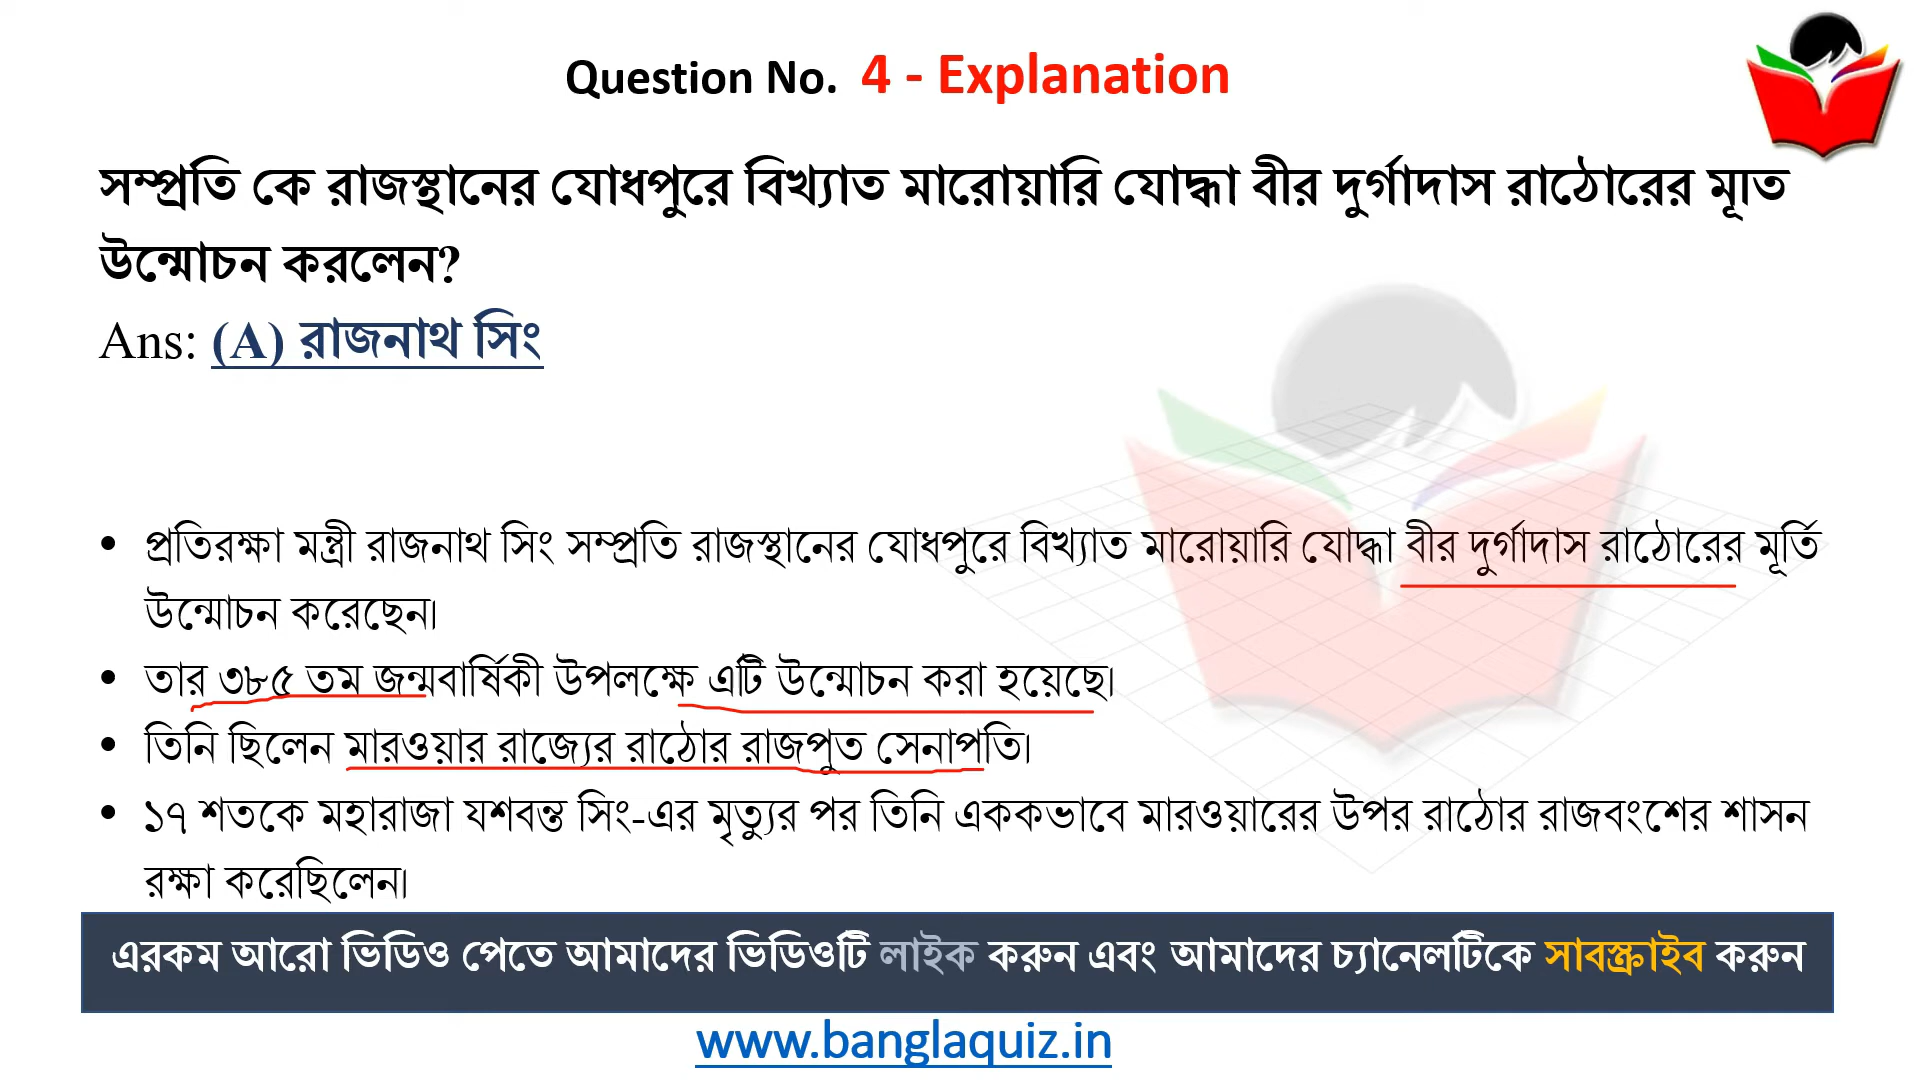 Question No. 4 - Explanation
সম্প্রতি কে রাজস্থানের যোধপুরে বিখ্যাত মারোয়ারি যোদ্ধা বীর দুর্গাদাস রাঠোরের মূর্তি
উন্মোচন করলেন?
Ans: (A) রাজনাথ সিং
• প্রতিরক্ষা মন্ত্রী রাজনাথ সিং সম্প্রতি রাজস্থানের যোধপুরে বিখ্যাত মারোয়ারি যোদ্ধা বীর দুর্গাদাস রাঠোরের মূর্তি
উন্মোচন করেছেন।
• তার ৩৮৫ তম জন্মবার্ষিকী উপলক্ষে এটি উন্মোচন করা হয়েছে।
• তিনি ছিলেন মারওয়ার রাজ্যের রাঠোর রাজপুত সেনাপতি।
• ১৭ শতকে মহারাজা যশবন্ত সিং-এর মৃত্যুর পর তিনি এককভাবে মারওয়ারের উপর রাঠোর রাজবংশের শাসন
রক্ষা করেছিলেন।
এরকম আরো ভিডিও পেতে আমাদের ভিডিওটি লাইক করুন এবং আমাদের চ্যানেলটিকে সাবস্ক্রাইব করুন
www.banglaquiz.in